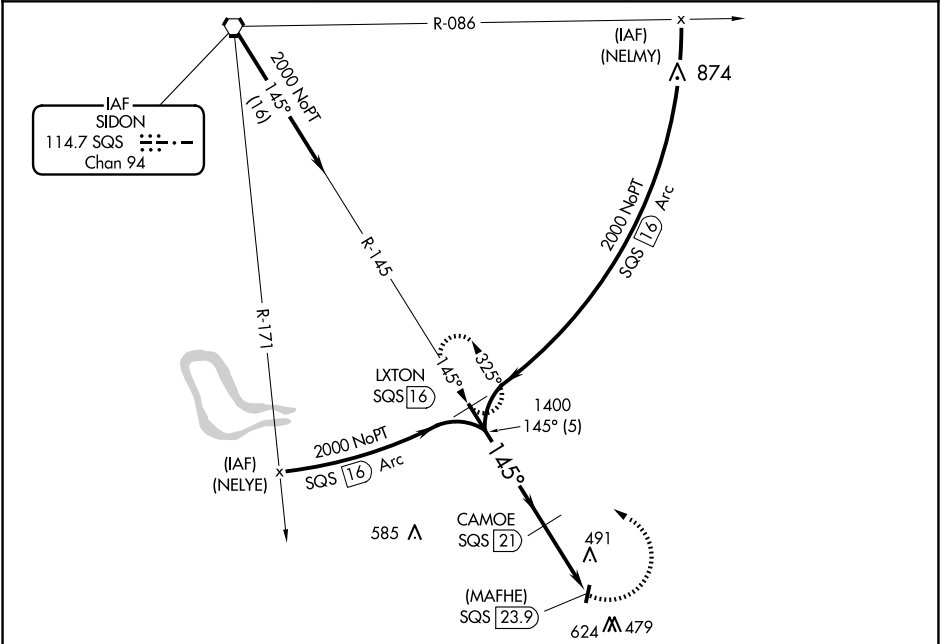 R-086
(IAF)
(NELMY)
874
IAF
SIDON
114.7 SQS
Chan 94
2000 NoPT
145°
(16)
2000 NoPT
SQS 16 Arc
R-145
R-171
LXTON
SQS 16
145°
325°
1400
145° (5)
2000 NoPT
SQS 16 Arc
(IAF)
(NELYE)
145°
585
CAMOE
SQS 21
491
(MAFHE)
SQS 23.9
624 479